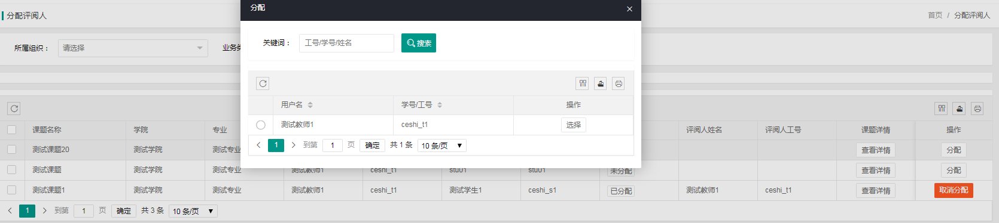 分配
×
分配评阅人
首页 / 分配评阅人
关键词： 工号/学号/姓名 搜索
所属组织： 请选择 业务类
用户名 学号/工号 操作
测试教师1 ceshi_t1 选择
1 到第 1 页 确定 共 1 条 10 条/页
课题名称 学院 专业 评阅人姓名 评阅人工号 课题详情 操作
测试课题20 测试学院 测试专业 查看详情 分配
测试课题 测试学院 测试专业 测试教师1 ceshi_t1 stu01 stu01 未分配 查看详情 分配
测试课题1 测试学院 测试专业 测试教师1 ceshi_t1 测试学生1 ceshi_s1 已分配 测试教师1 ceshi_t1 查看详情 取消分配
1 到第 1 页 确定 共 3 条 10 条/页